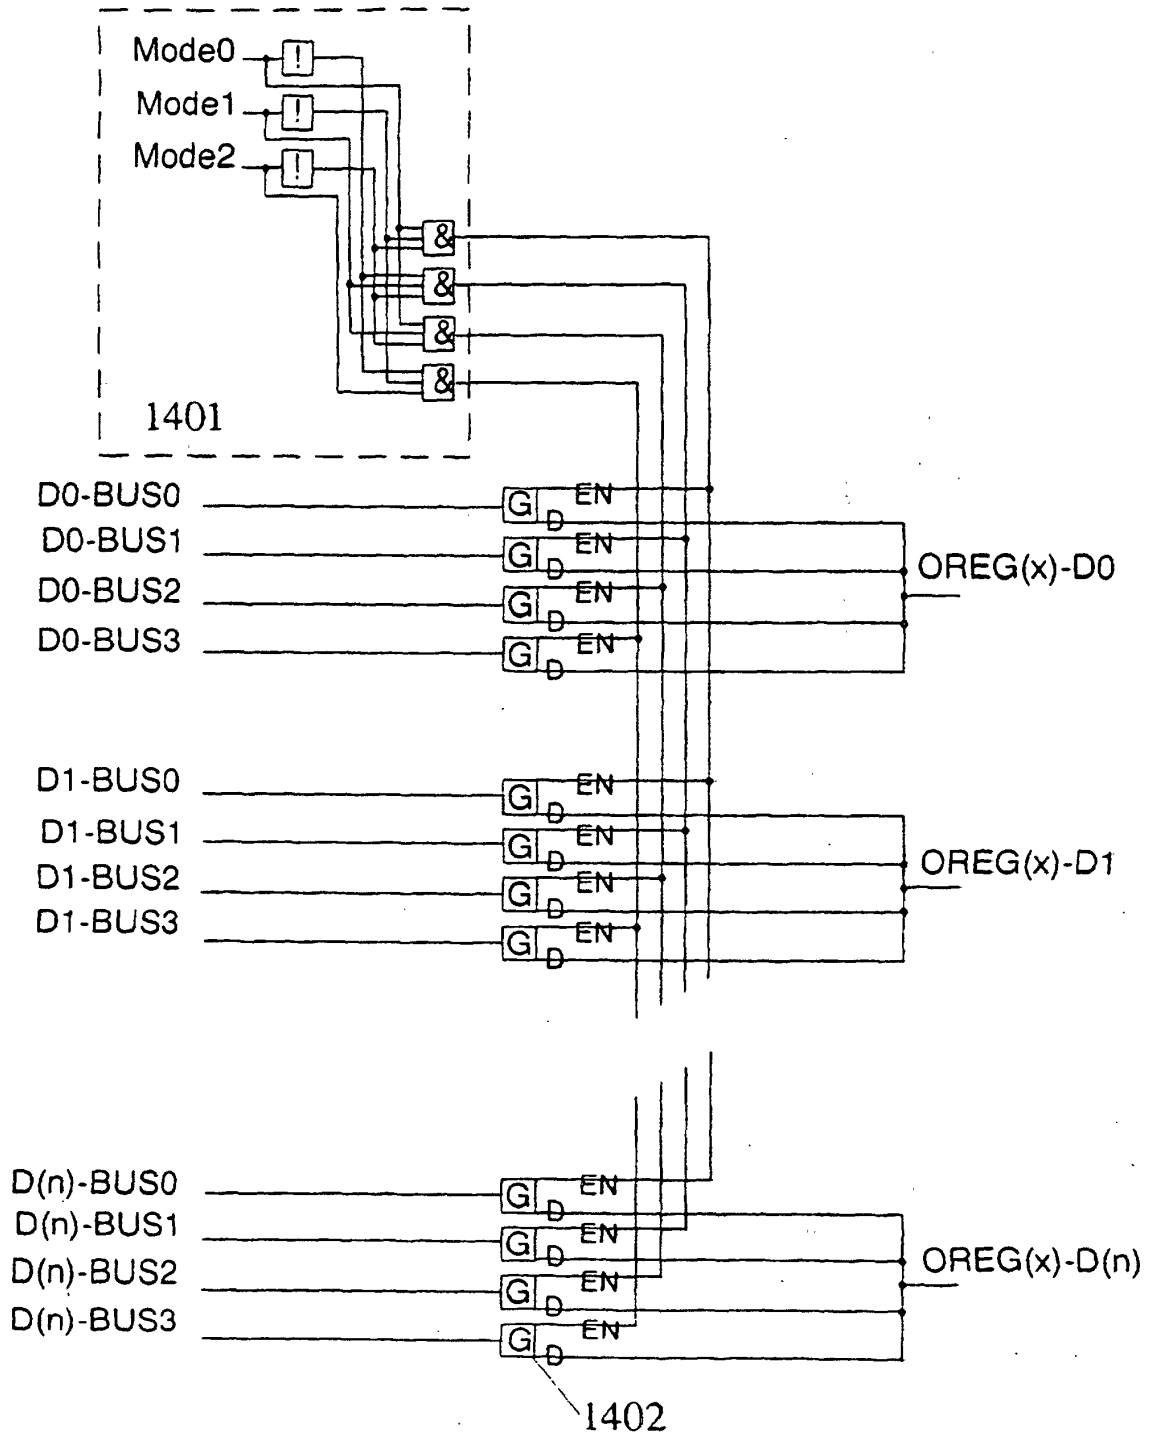 Mode0 !
Mode1 !
Mode2 !
&
&
&
&
1401
D0-BUS0 G EN
D
D0-BUS1 G EN
D
OREG(x)-D0
D0-BUS2 G EN
D
D0-BUS3 G EN
D
D1-BUS0 G EN
D
D1-BUS1 G EN
D
OREG(x)-D1
D1-BUS2 G EN
D
D1-BUS3 G EN
D
D(n)-BUS0 G EN
D
D(n)-BUS1 G EN
D
OREG(x)-D(n)
D(n)-BUS2 G EN
D
D(n)-BUS3 G EN
D
1402